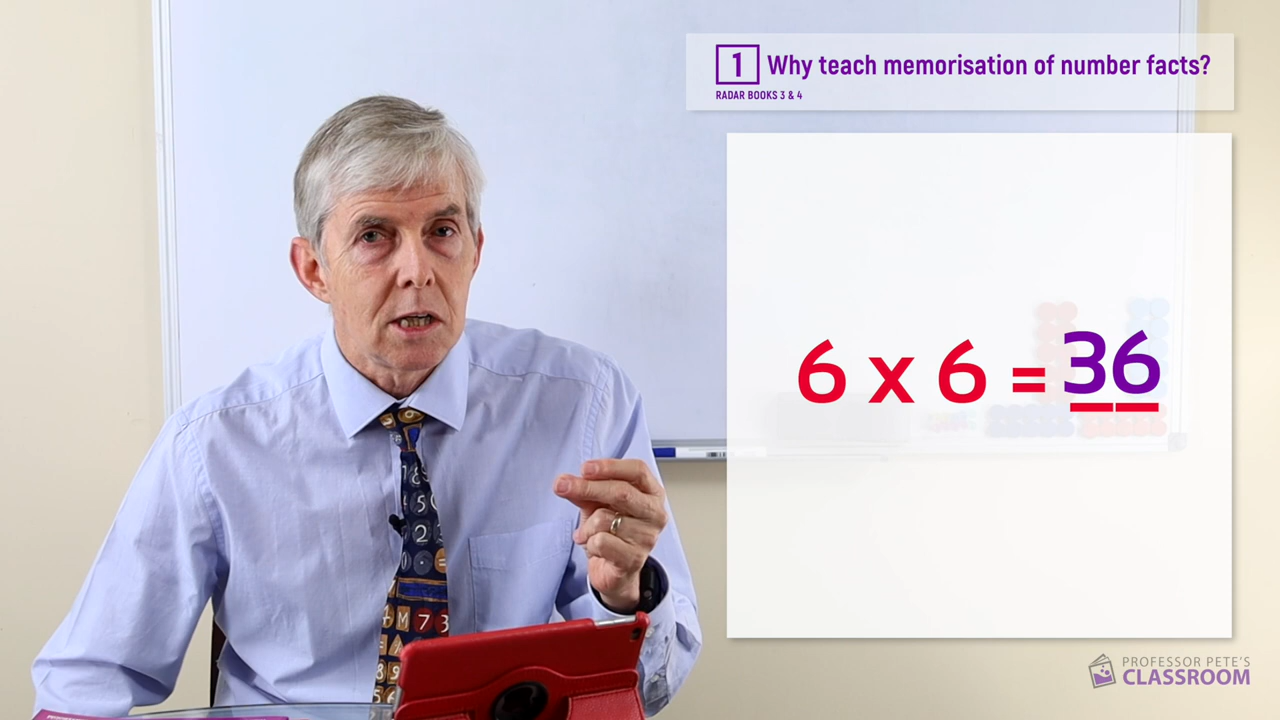 1 Why teach memorisation of number facts?
RADAR BOOKS 3 & 4
6 x 6 = 36
PROFESSOR PETE'S
CLASSROOM